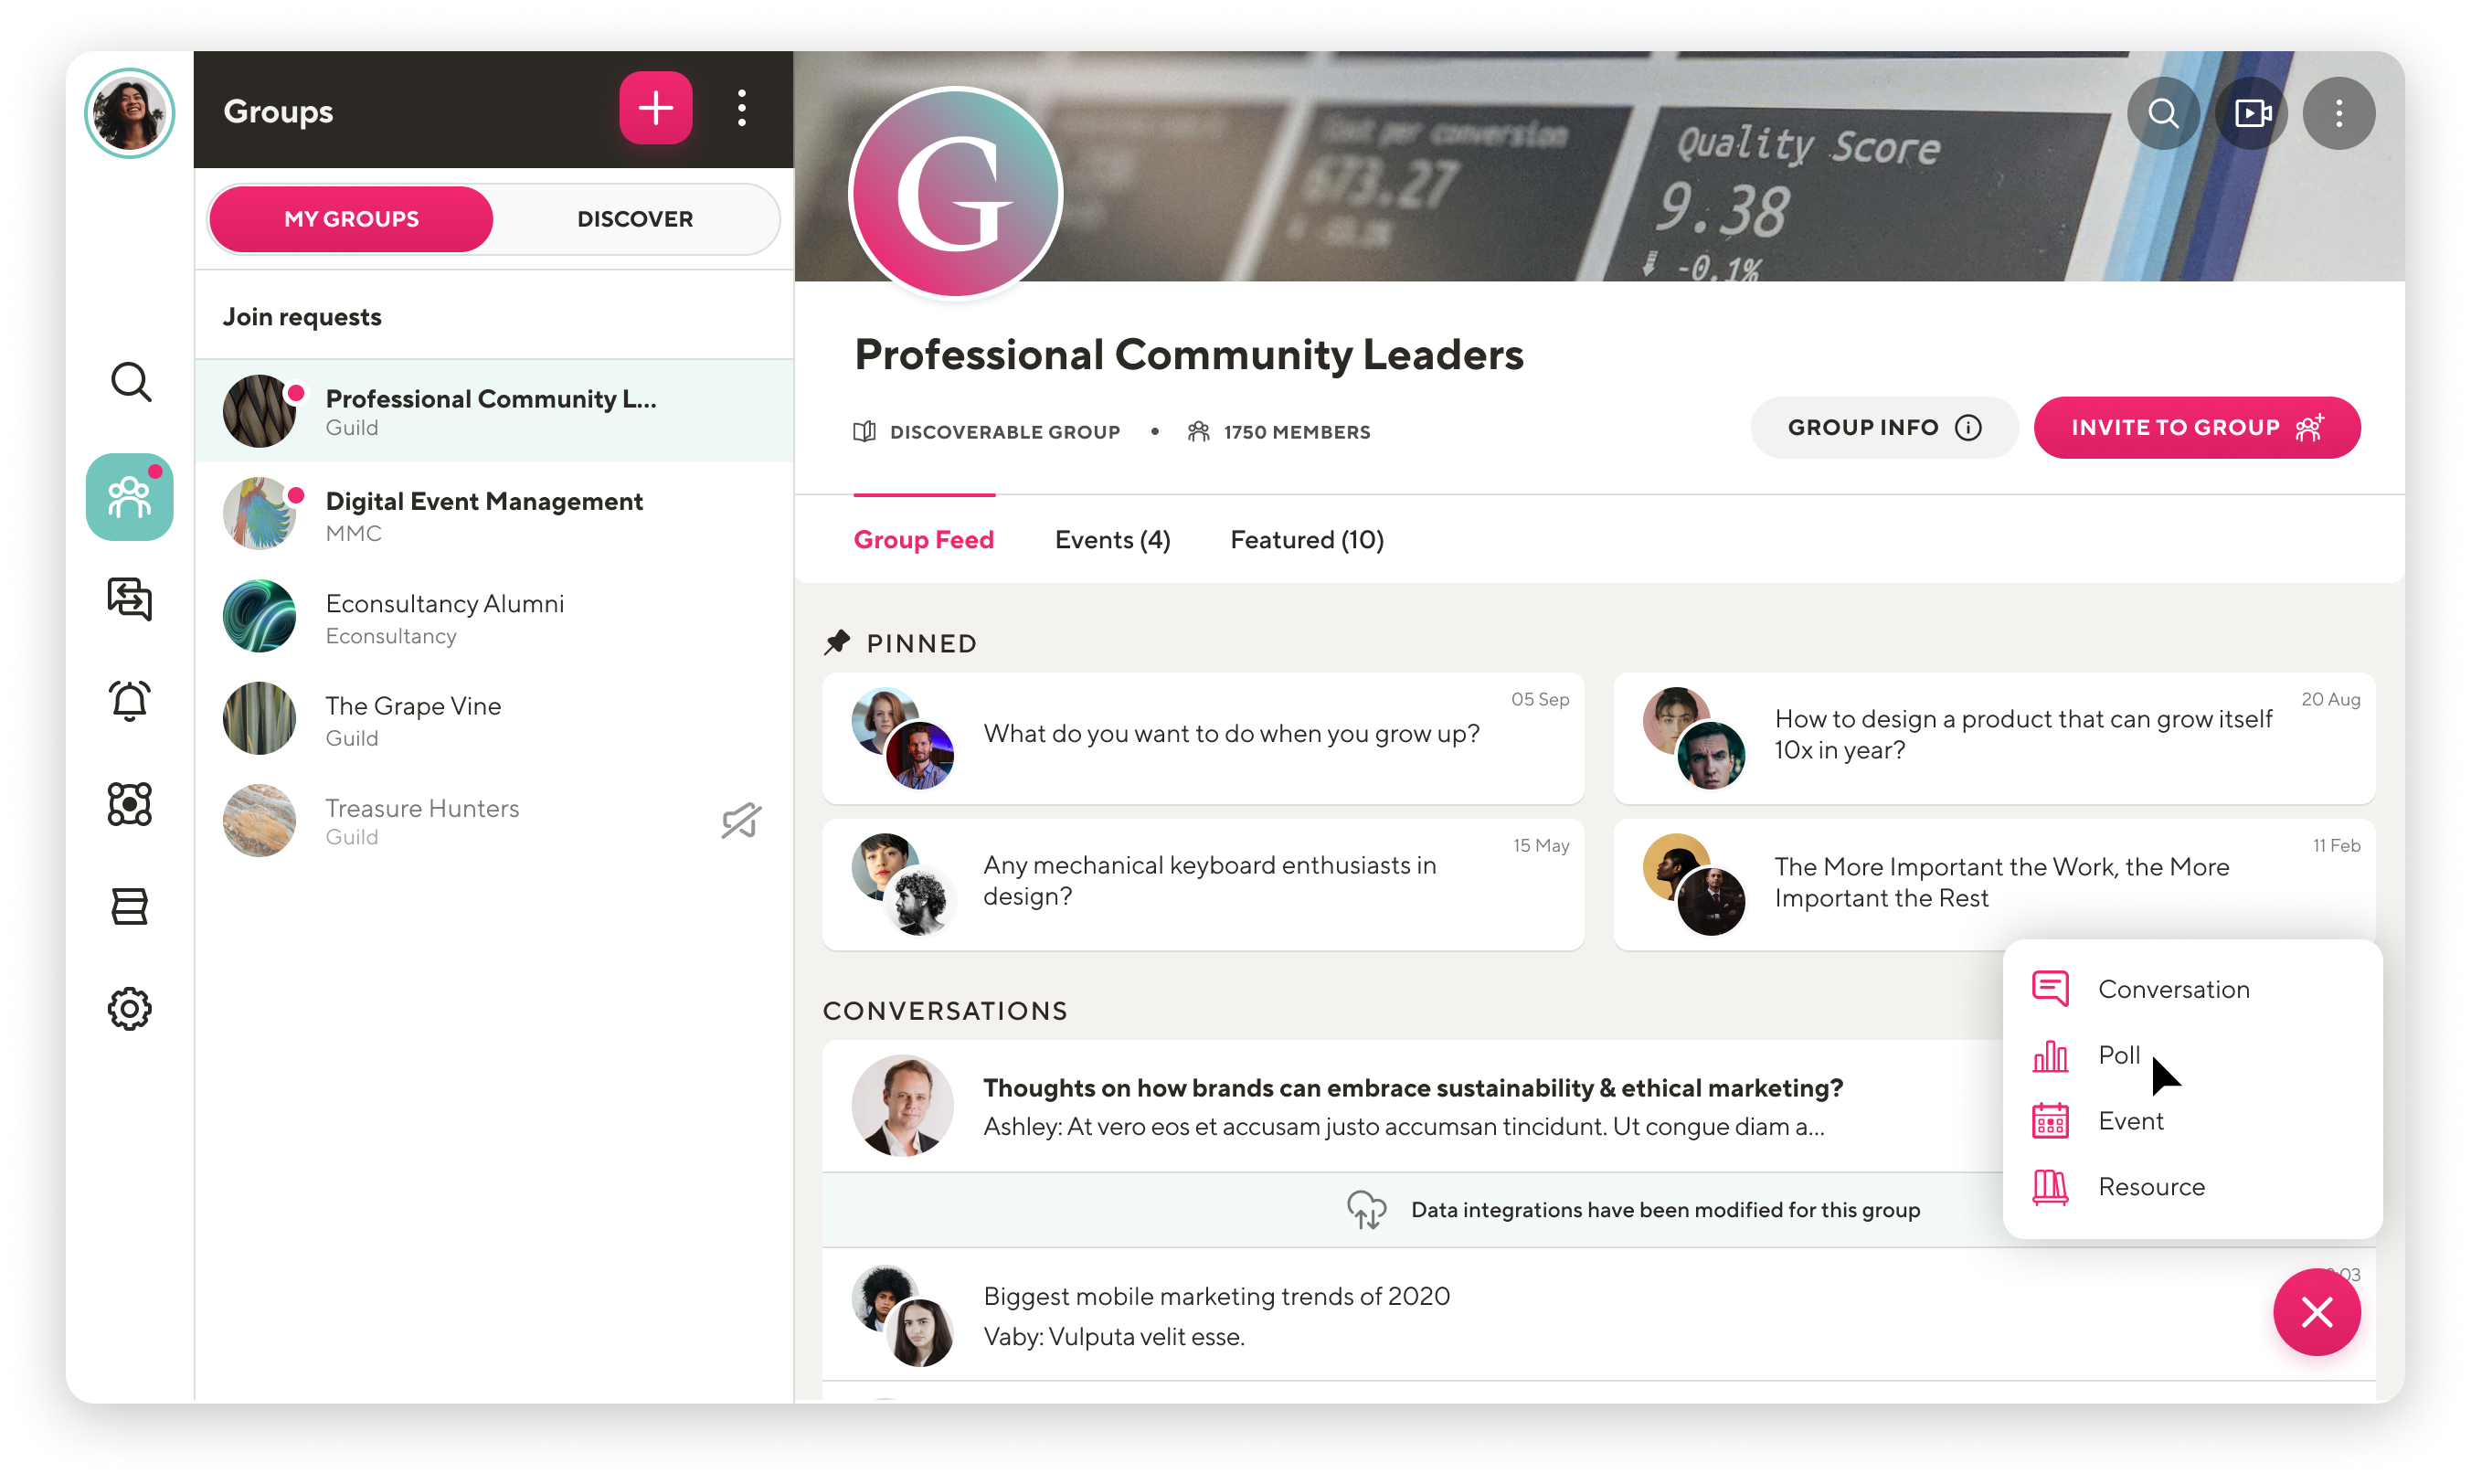 Groups
MY GROUPS
DISCOVER
Join requests
Professional Community L...
Guild
Digital Event Management
MMC
Econsultancy Alumni
Econsultancy
The Grape Vine
Guild
Treasure Hunters
Guild
Cost per conversion
673.27
Quality Score
9.38
-0.1%
G
Professional Community Leaders
DISCOVERABLE GROUP • 1750 MEMBERS
GROUP INFO
INVITE TO GROUP
Group Feed
Events (4)
Featured (10)
PINNED
What do you want to do when you grow up?
05 Sep
How to design a product that can grow itself
10x in year?
20 Aug
Any mechanical keyboard enthusiasts in
design?
15 May
The More Important the Work, the More
Important the Rest
11 Feb
CONVERSATIONS
Thoughts on how brands can embrace sustainability & ethical marketing?
Ashley: At vero eos et accusam justo accumsan tincidunt. Ut congue diam a...
Data integrations have been modified for this group
Biggest mobile marketing trends of 2020
Vaby: Vulputa velit esse.
Conversation
Poll
Event
Resource